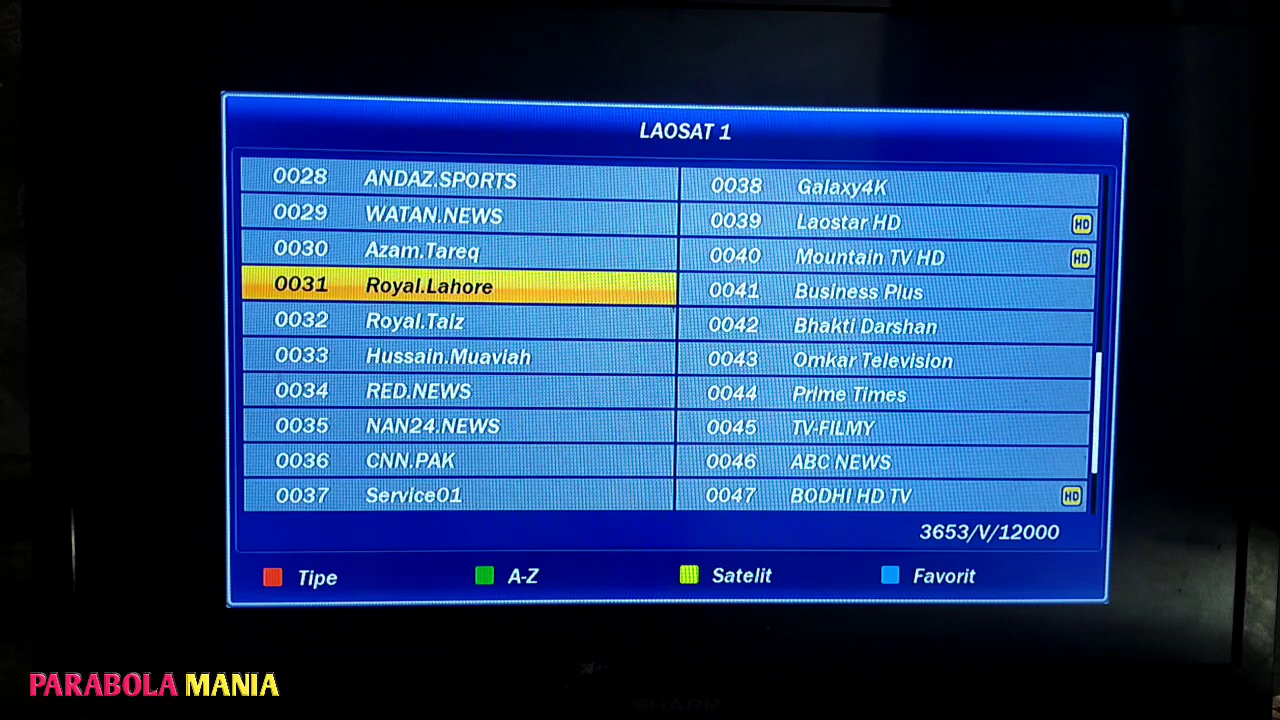 LAOSAT 1
0028 ANDAZ.SPORTS
0029 WATAN.NEWS
0030 Azam.Tareq
0031 Royal.Lahore
0032 Royal.Taiz
0033 Hussain.Muaviah
0034 RED.NEWS
0035 NAN24.NEWS
0036 CNN.PAK
0037 Service01
0038 Galaxy4K
0039 Laostar HD HD
0040 Mountain TV HD HD
0041 Business Plus
0042 Bhakti Darshan
0043 Omkar Television
0044 Prime Times
0045 TV-FILMY
0046 ABC NEWS
0047 BODHI HD TV HD
3653/V/12000
Tipe A-Z Satelit Favorit
SHARP
PARABOLA MANIA